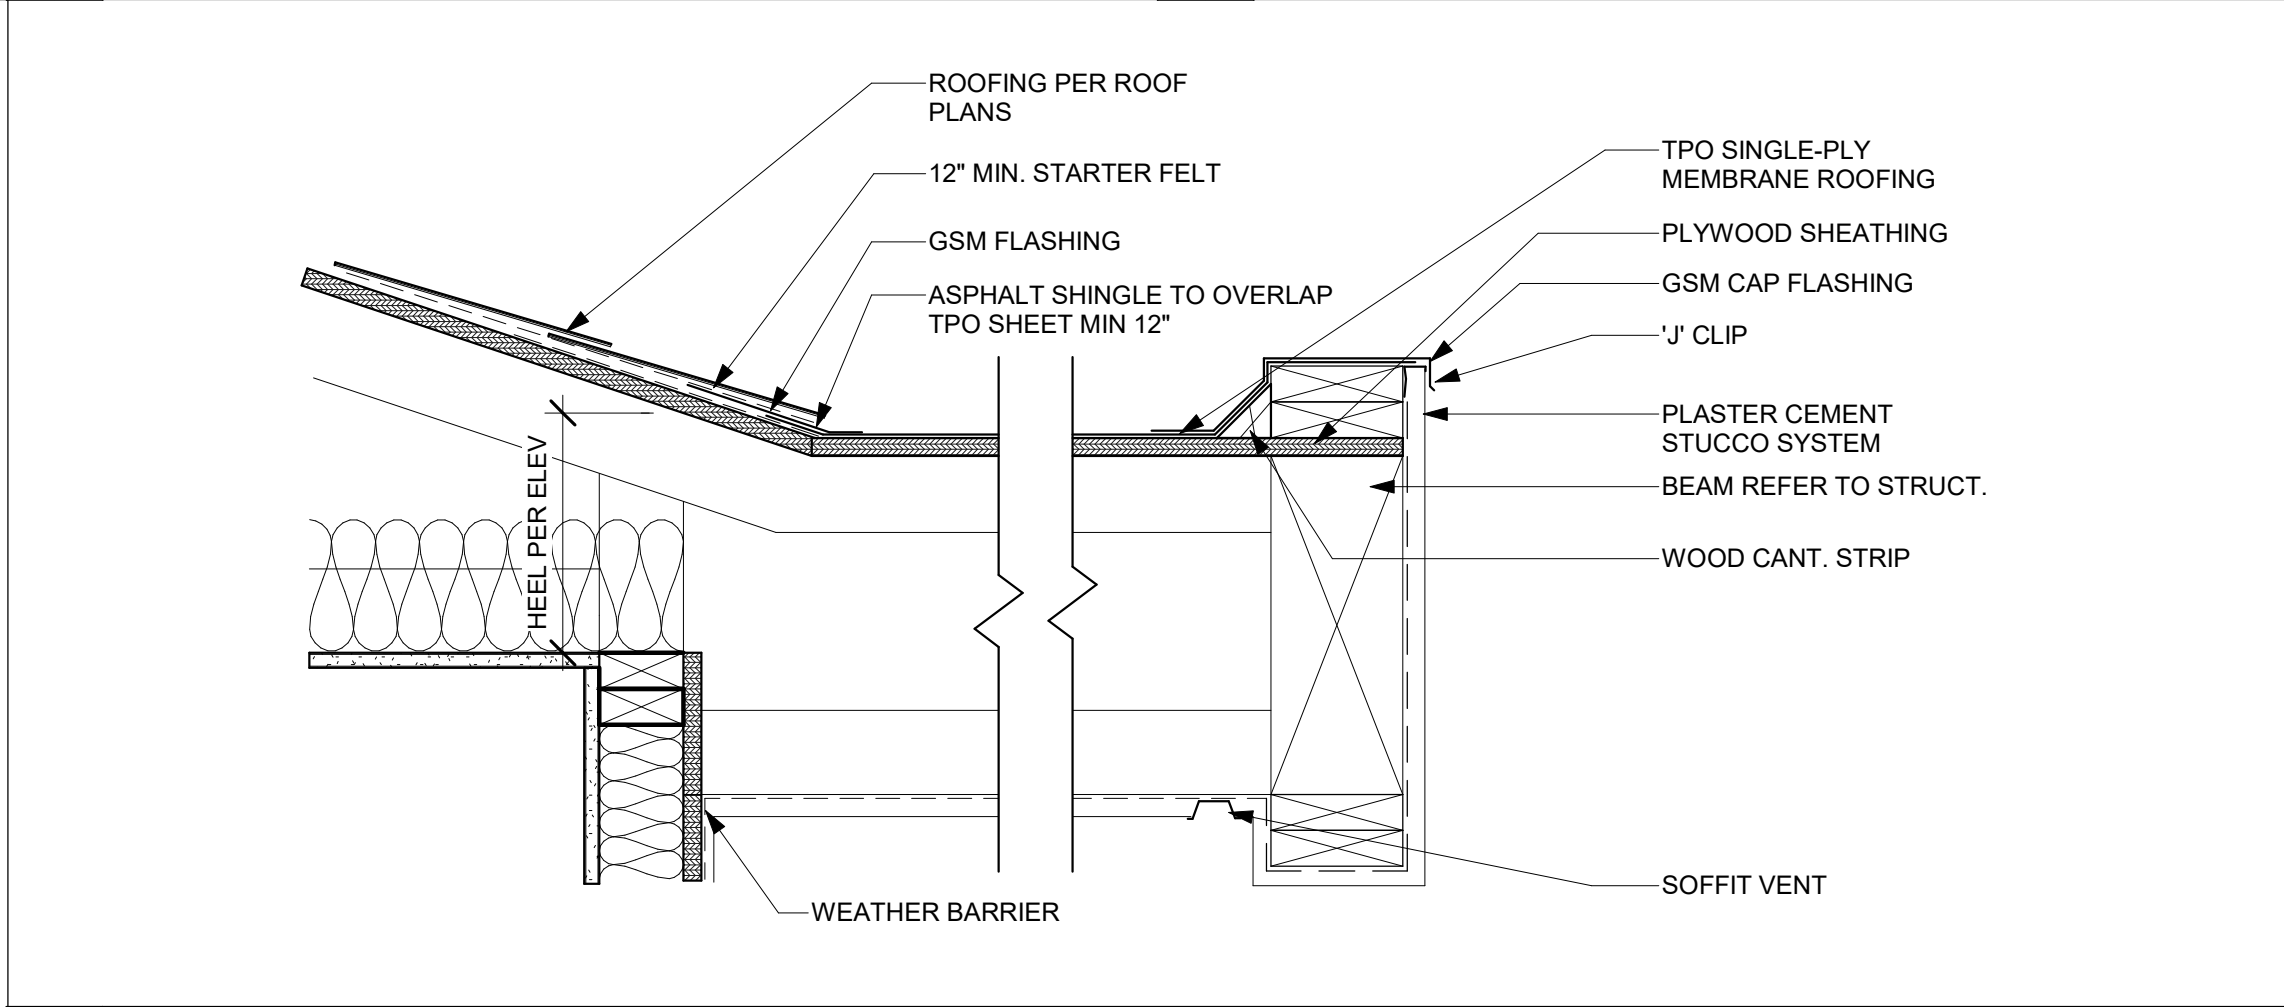 ROOFING PER ROOF
PLANS
12" MIN. STARTER FELT
GSM FLASHING
ASPHALT SHINGLE TO OVERLAP
TPO SHEET MIN 12"
TPO SINGLE-PLY
MEMBRANE ROOFING
PLYWOOD SHEATHING
GSM CAP FLASHING
'J' CLIP
PLASTER CEMENT
STUCCO SYSTEM
BEAM REFER TO STRUCT.
WOOD CANT. STRIP
SOFFIT VENT
HEEL PER ELEV
WEATHER BARRIER